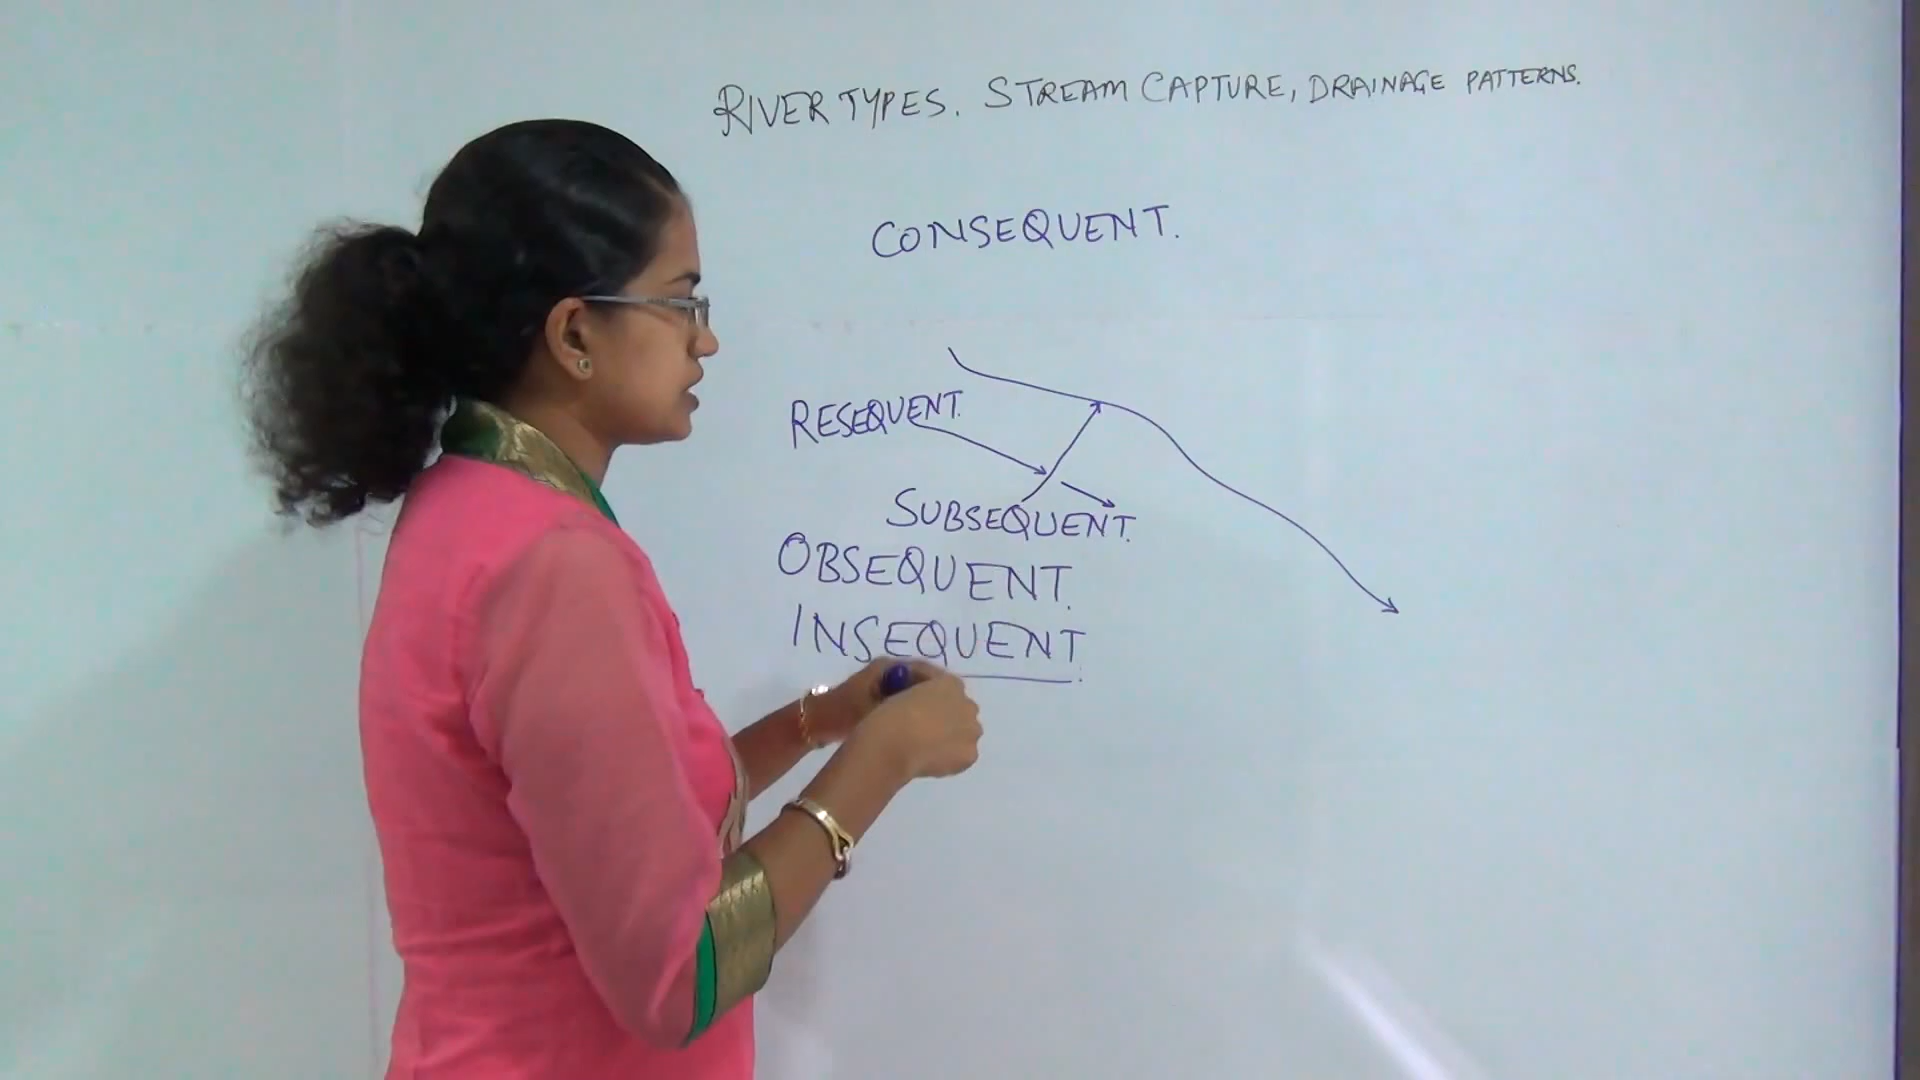 RIVER TYPES. STREAM CAPTURE, DRAINAGE PATTERNS.
CONSEQUENT.
RESEQUENT.
SUBSEQUENT.
OBSEQUENT.
INSEQUENT.